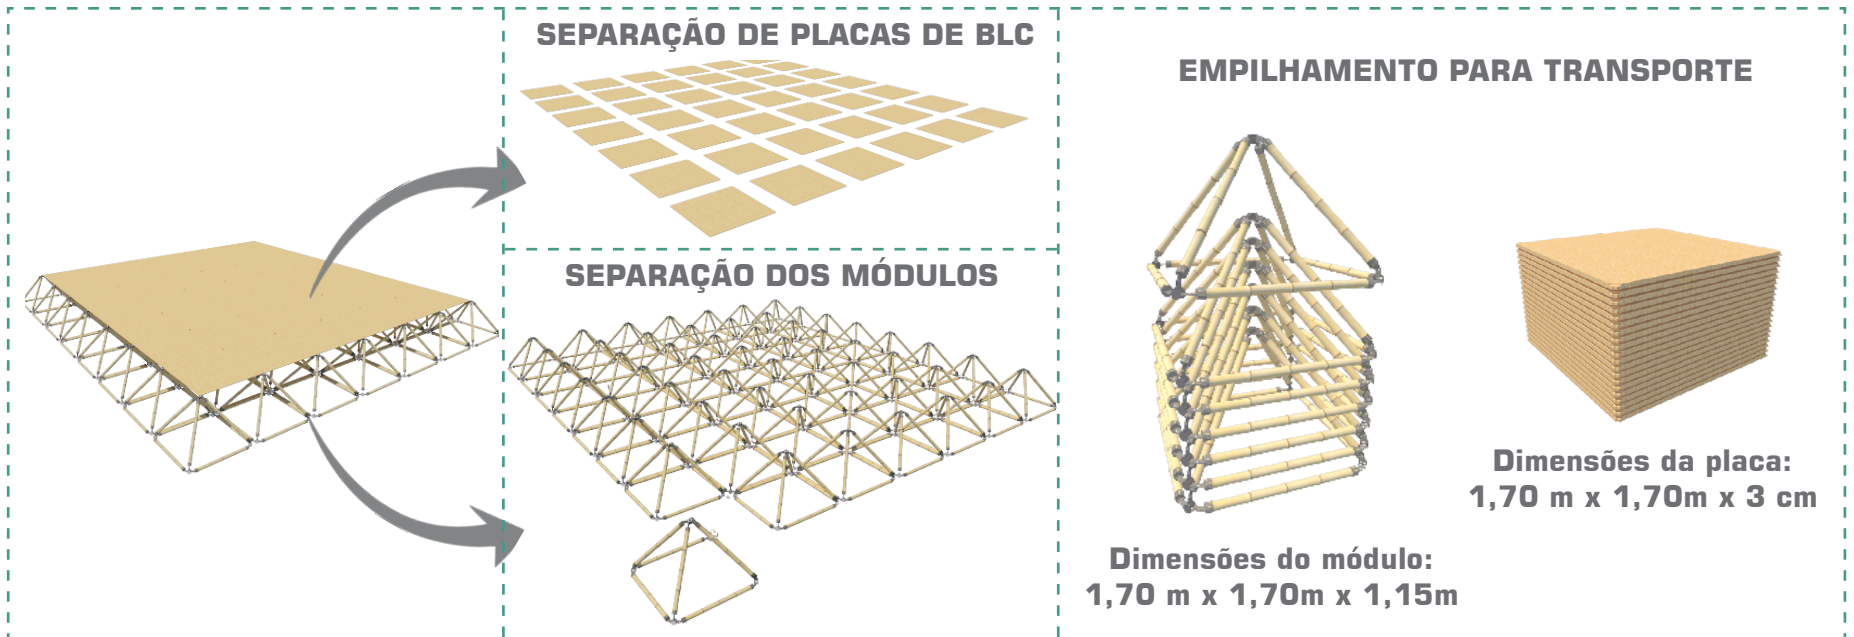 SEPARAÇÃO DE PLACAS DE BLC
SEPARAÇÃO DOS MÓDULOS
EMPILHAMENTO PARA TRANSPORTE
Dimensões do módulo:
1,70 m x 1,70m x 1,15m
Dimensões da placa:
1,70 m x 1,70m x 3 cm